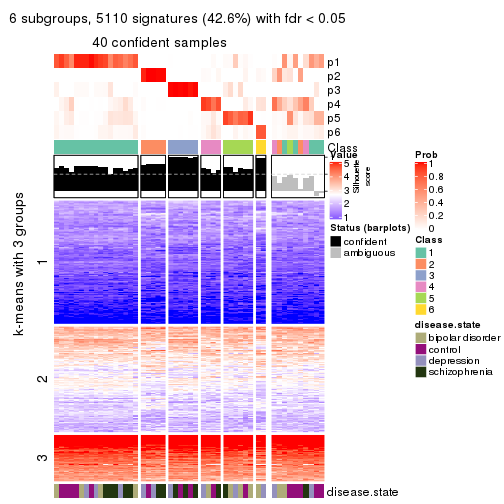 6 subgroups, 5110 signatures (42.6%) with fdr < 0.05
40 confident samples
p1
p2
p3
p4
p5
p6
Class
k-means with 3 groups
1
2
3
disease.state
Value
5
4
3
2
1
Silhouette
score
Status (barplots)
confident
ambiguous
Prob
1
0.8
0.6
0.4
0.2
0
Class
1
2
3
4
5
6
disease.state
bipolar disorder
control
depression
schizophrenia